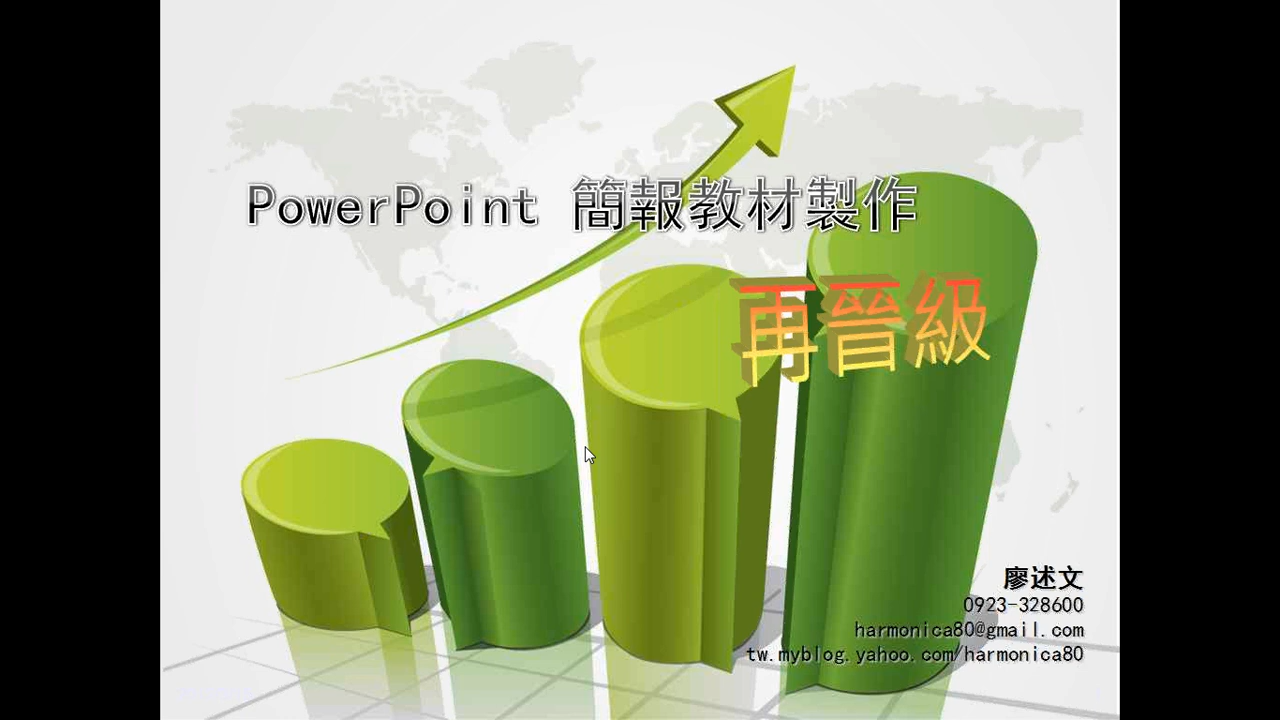 PowerPoint 簡報教材製作
再晉級
廖述文
0923-328600
harmonica80@gmail.com
tw.myblog.yahoo.com/harmonica80